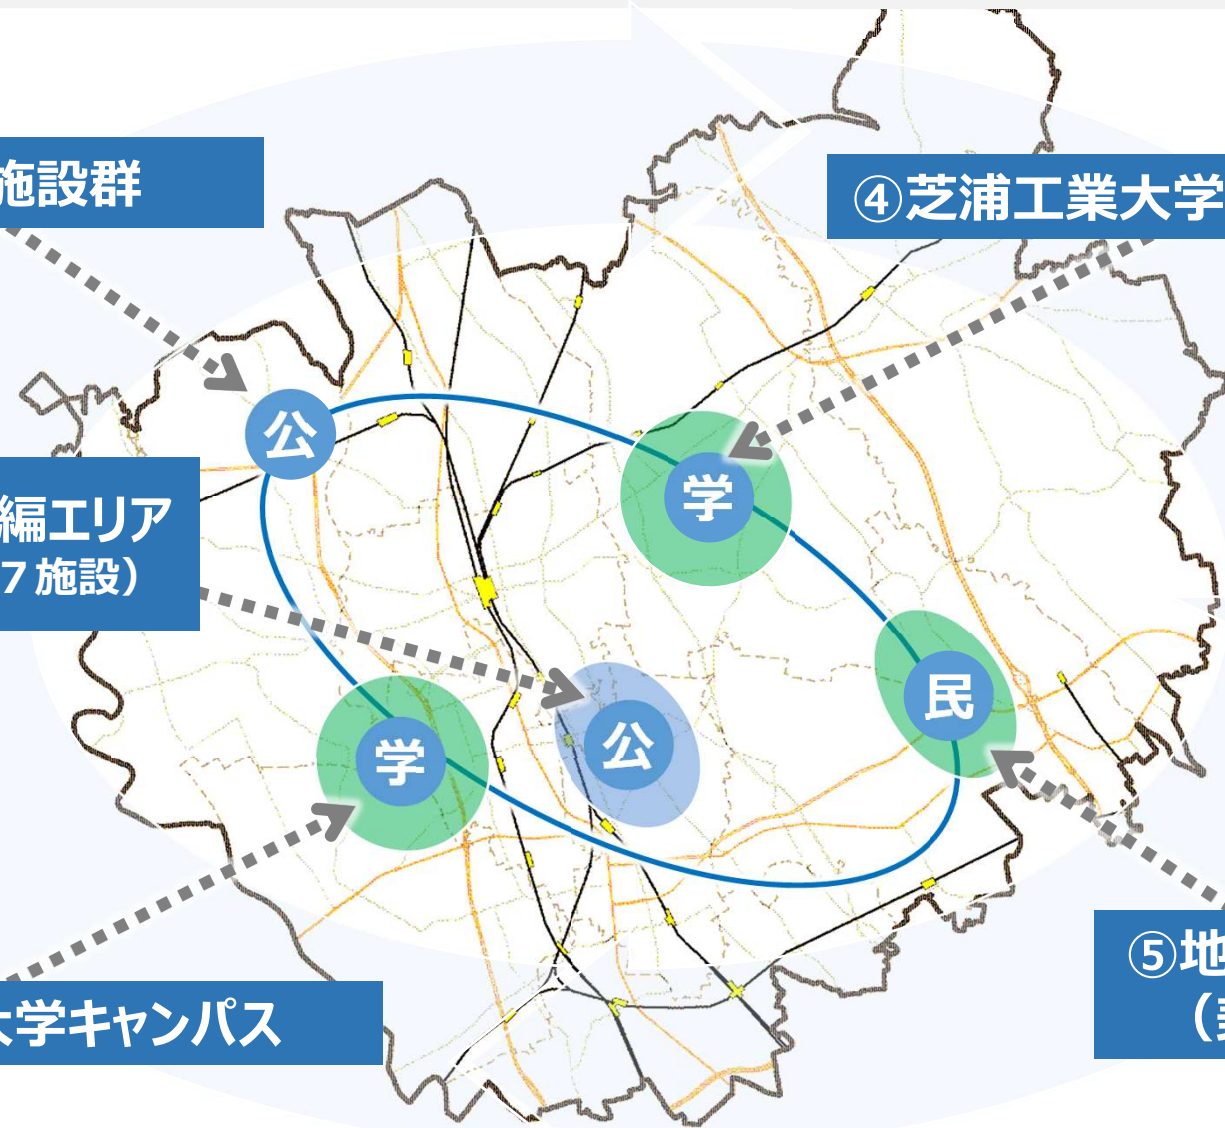 施設群
④芝浦工業大学
公
学
編エリア
7施設）
民
公
学
大学キャンパス
⑤地
（